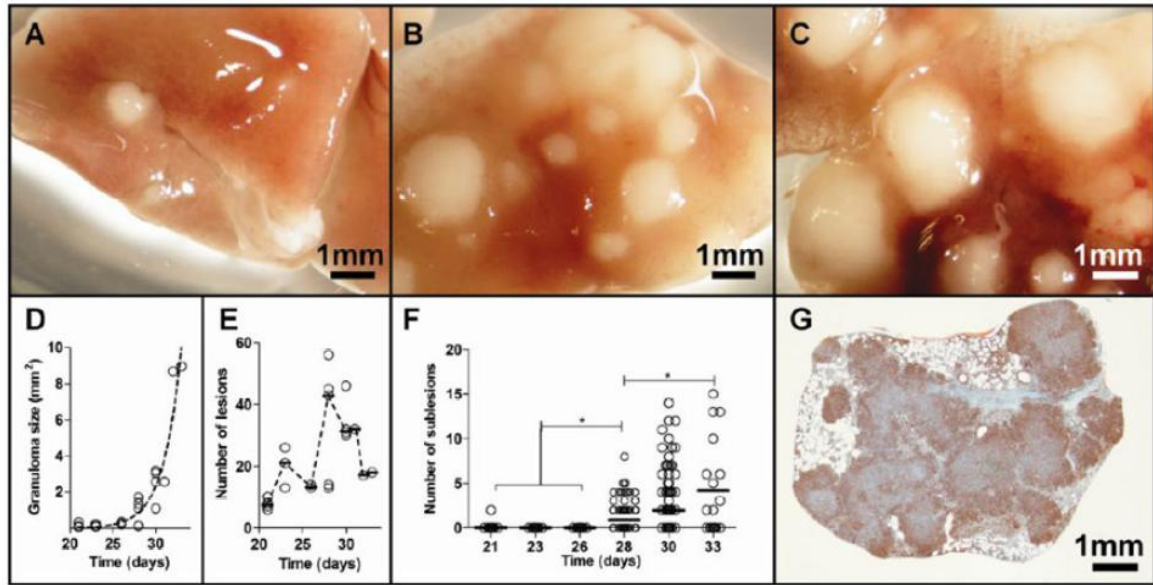 A
1mm
B
1mm
C
1mm
D
Granuloma size (mm²)
10
8
6
4
2
20 25 30
Time (days)
E
Number of lesions
60
40
20
0
20 25 30
Time (days)
F
Number of sublesions
20
15
10
5
0
*
*
21 23 26 28 30 33
Time (days)
G
1mm